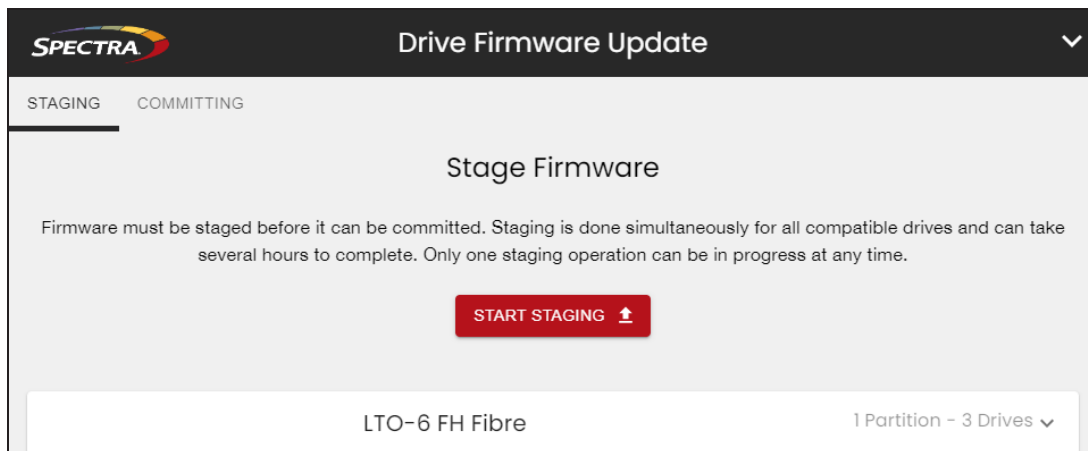 SPECTRA
Drive Firmware Update
STAGING COMMITTING
Stage Firmware
Firmware must be staged before it can be committed. Staging is done simultaneously for all compatible drives and can take
several hours to complete. Only one staging operation can be in progress at any time.
START STAGING
LTO-6 FH Fibre 1 Partition - 3 Drives